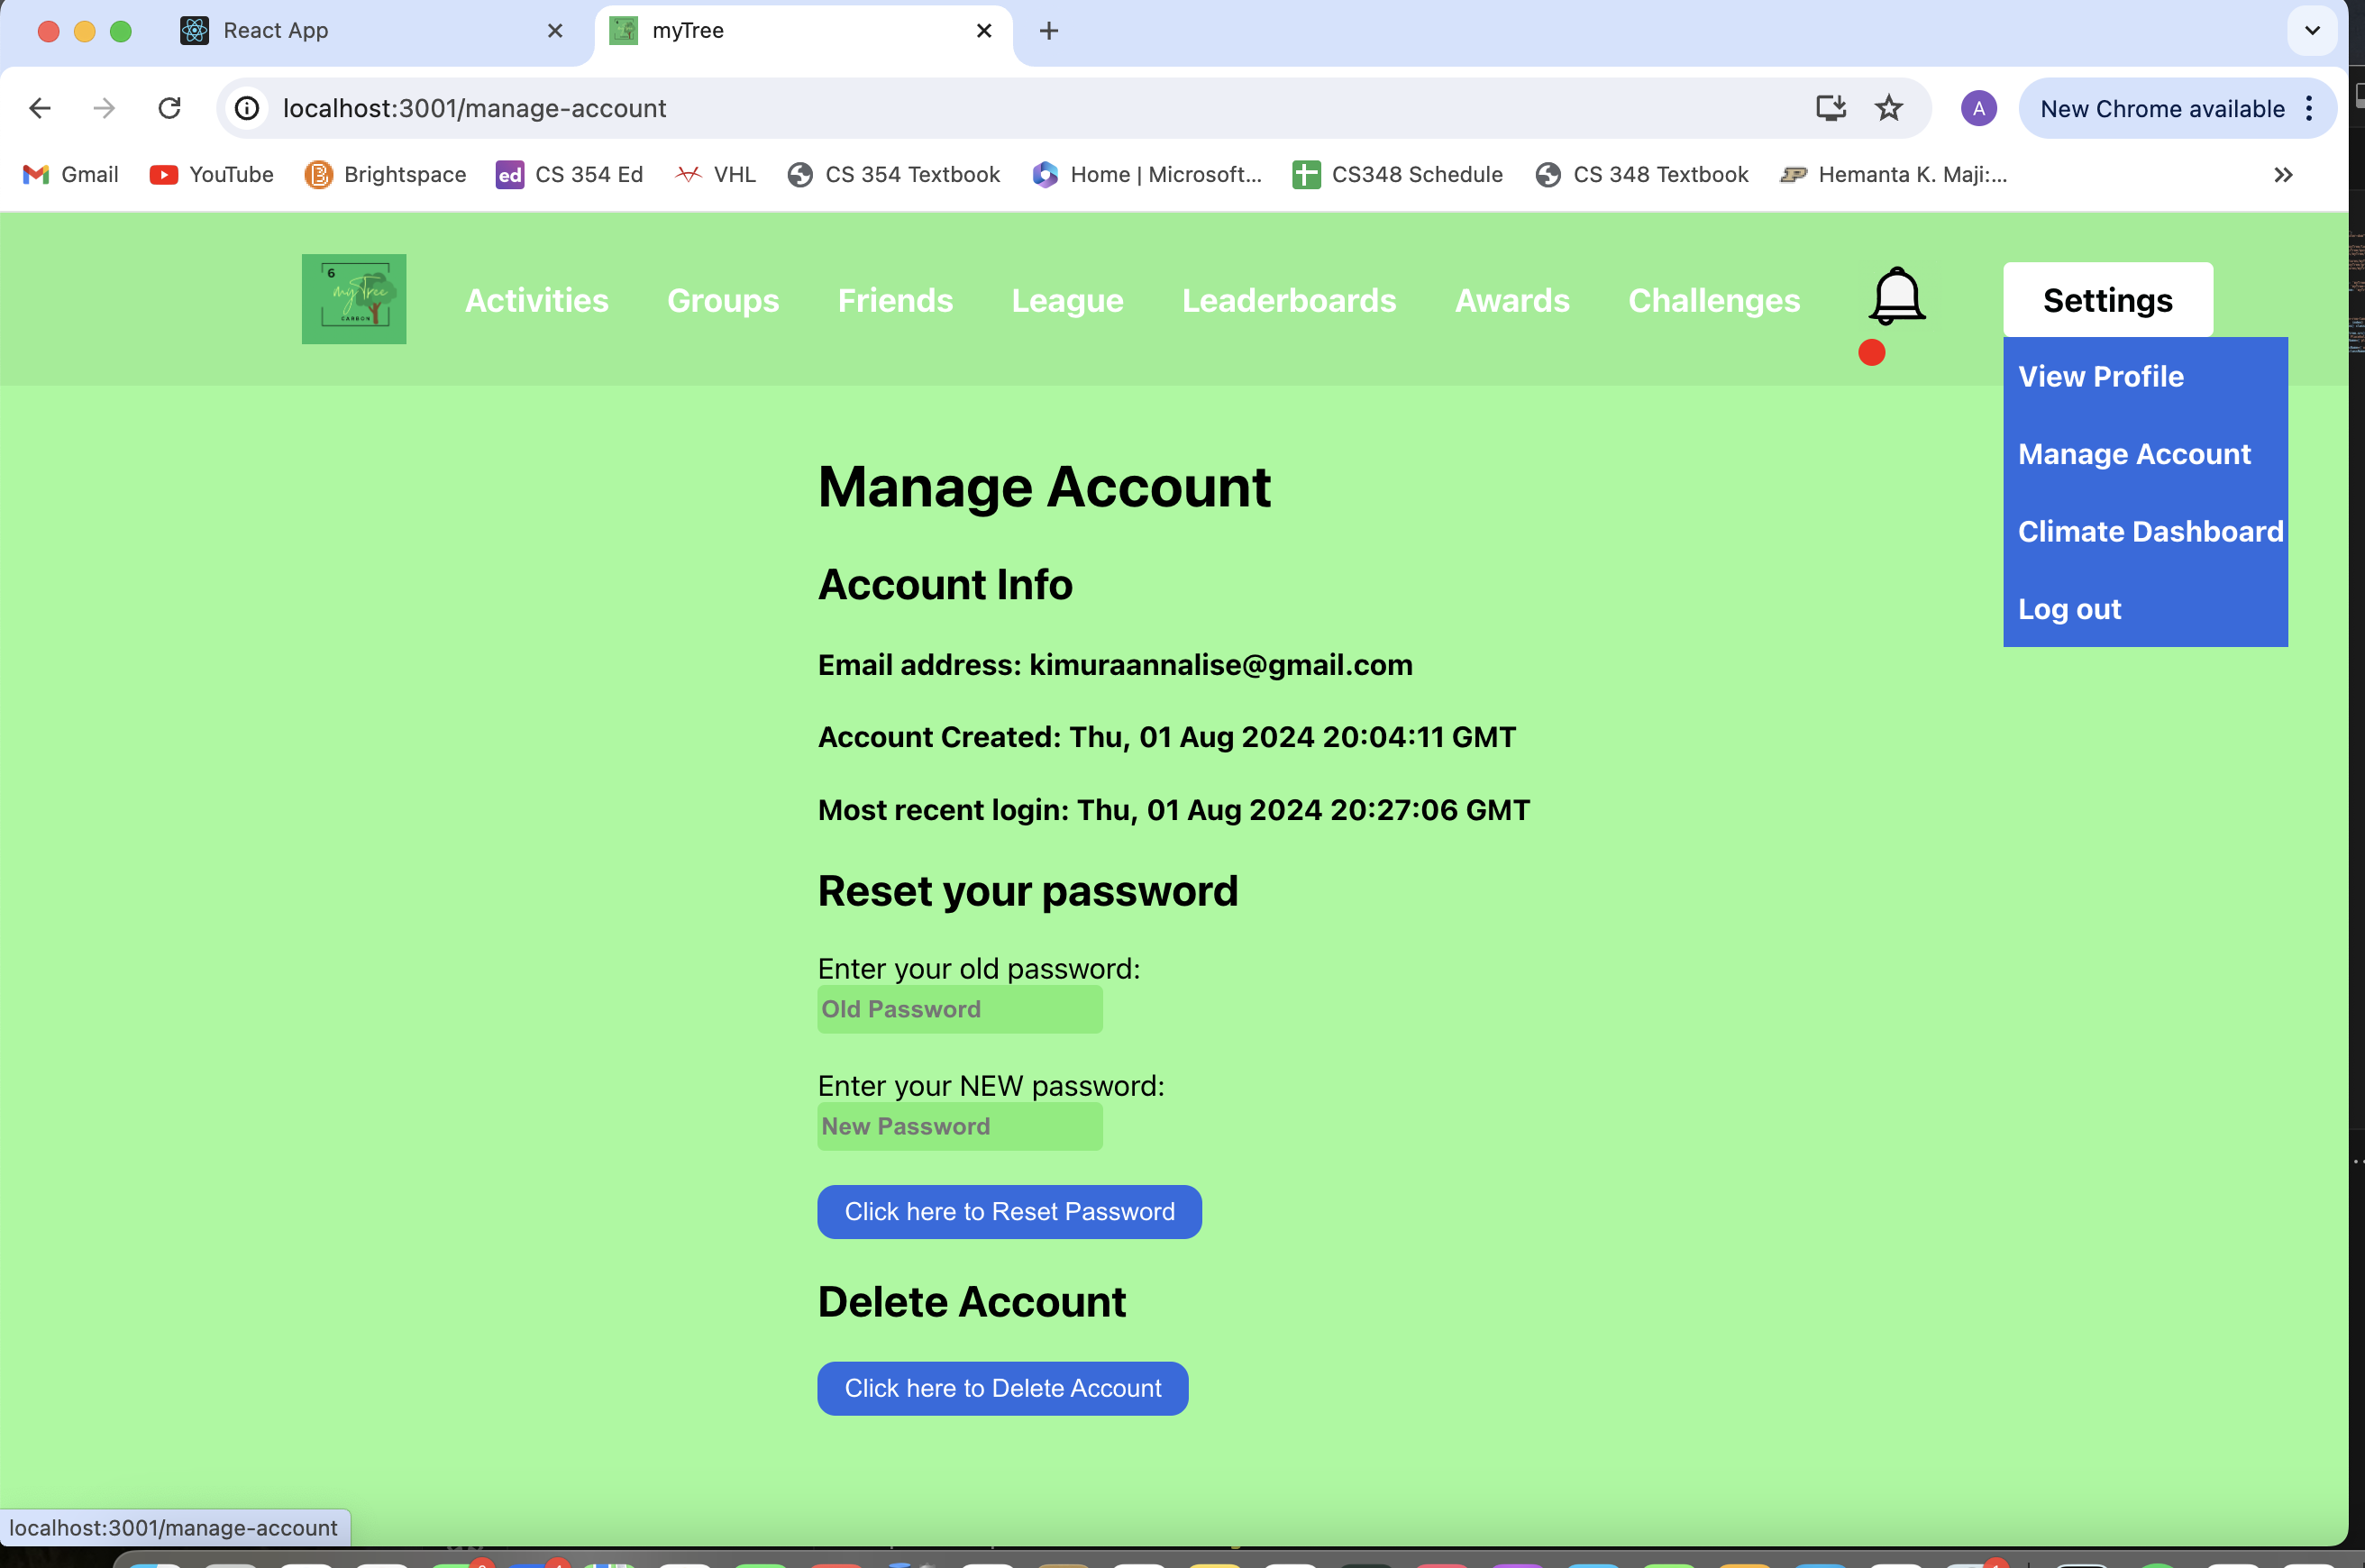 React App
myTree
localhost:3001/manage-account
A
New Chrome available
Gmail
YouTube
Brightspace
ed CS 354 Ed
VHL
CS 354 Textbook
Home | Microsoft...
CS348 Schedule
CS 348 Textbook
Hemanta K. Maji:...
6
myTree
CARBON
Activities
Groups
Friends
League
Leaderboards
Awards
Challenges
Settings
View Profile
Manage Account
Climate Dashboard
Log out
Manage Account
Account Info
Email address: kimuraannalise@gmail.com
Account Created: Thu, 01 Aug 2024 20:04:11 GMT
Most recent login: Thu, 01 Aug 2024 20:27:06 GMT
Reset your password
Enter your old password:
Old Password
Enter your NEW password:
New Password
Click here to Reset Password
Delete Account
Click here to Delete Account
localhost:3001/manage-account